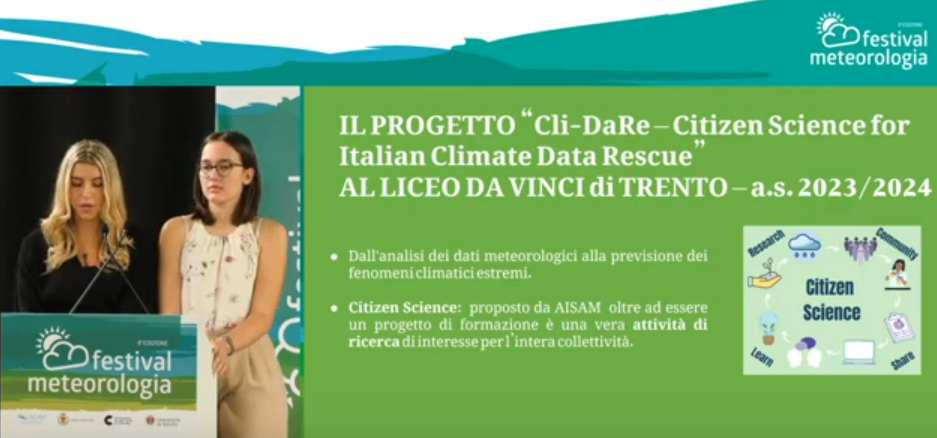 festival
meteorologia
IL PROGETTO “Cli-DaRe – Citizen Science for
Italian Climate Data Rescue”
AL LICEO DA VINCI di TRENTO – a.s. 2023/2024
Dall'analisi dei dati meteorologici alla previsione dei
fenomeni climatici estremi.
Citizen Science: proposto da AISAM oltre ad essere
un progetto di formazione è una vera attività di
ricerca di interesse per l'intera collettività.
Research
Community
Citizen
Science
Learn
Share
festival
meteorologia